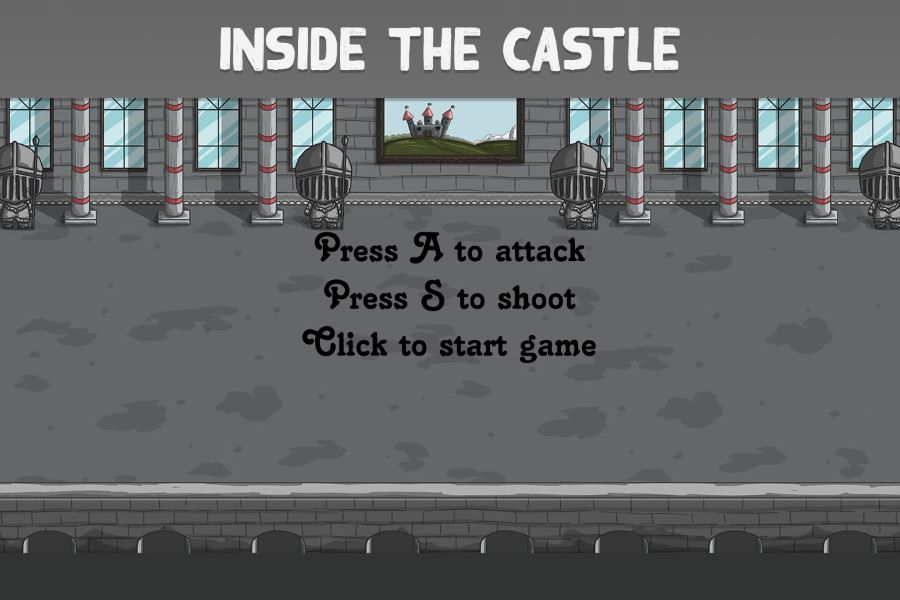 INSIDE THE CASTLE
Press A to attack
Press S to shoot
Click to start game